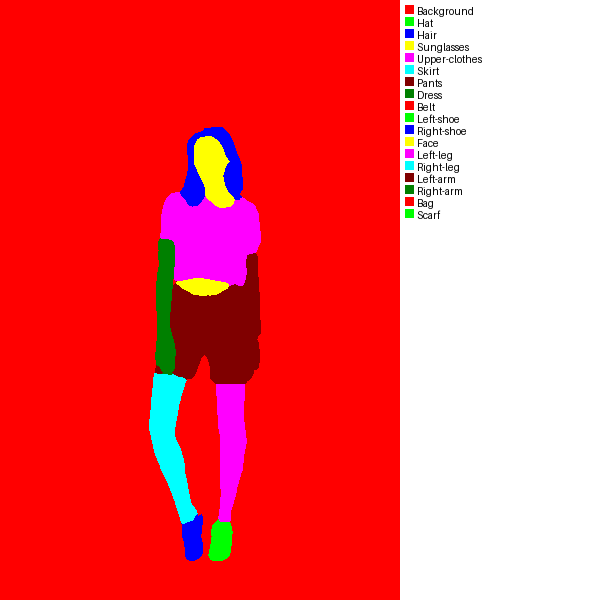 Background
Hat
Hair
Sunglasses
Upper-clothes
Skirt
Pants
Dress
Belt
Left-shoe
Right-shoe
Face
Left-leg
Right-leg
Left-arm
Right-arm
Bag
Scarf